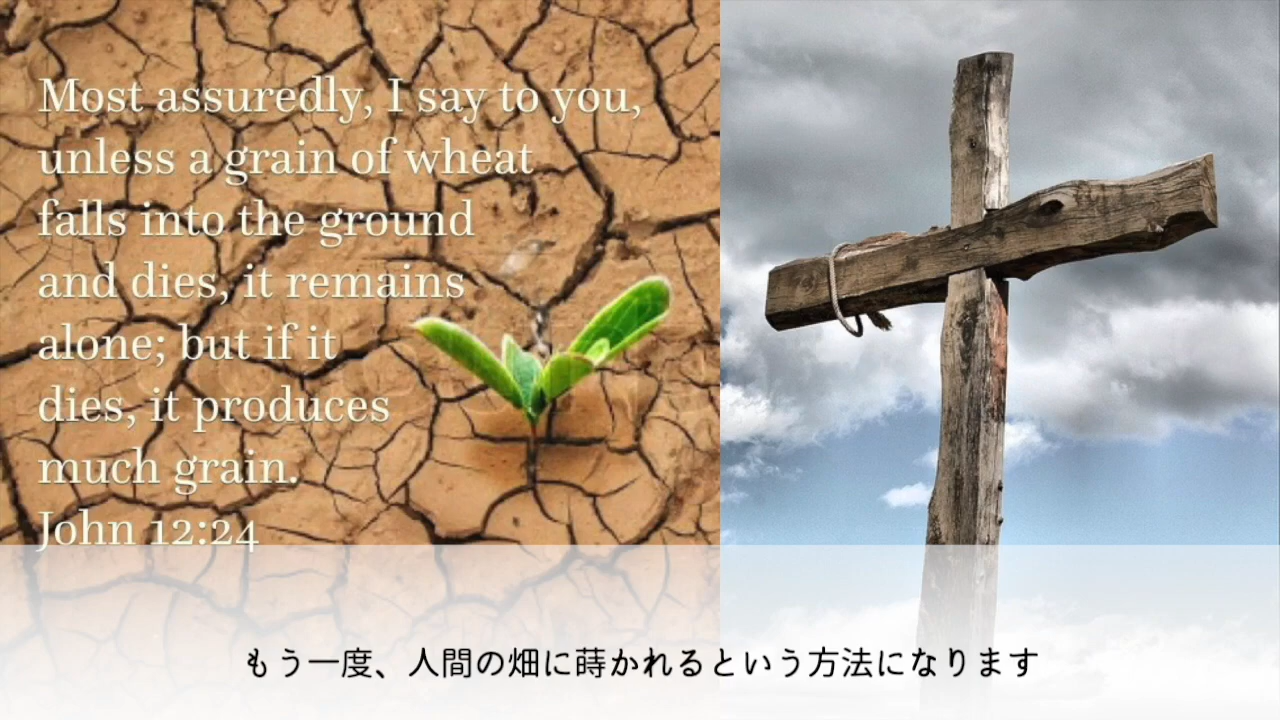 Most assuredly, I say to you,
unless a grain of wheat
falls into the ground
and dies, it remains
alone; but if it
dies, it produces
much grain.
John 12:24
もう一度、人間の畑に蒔かれるという方法になります